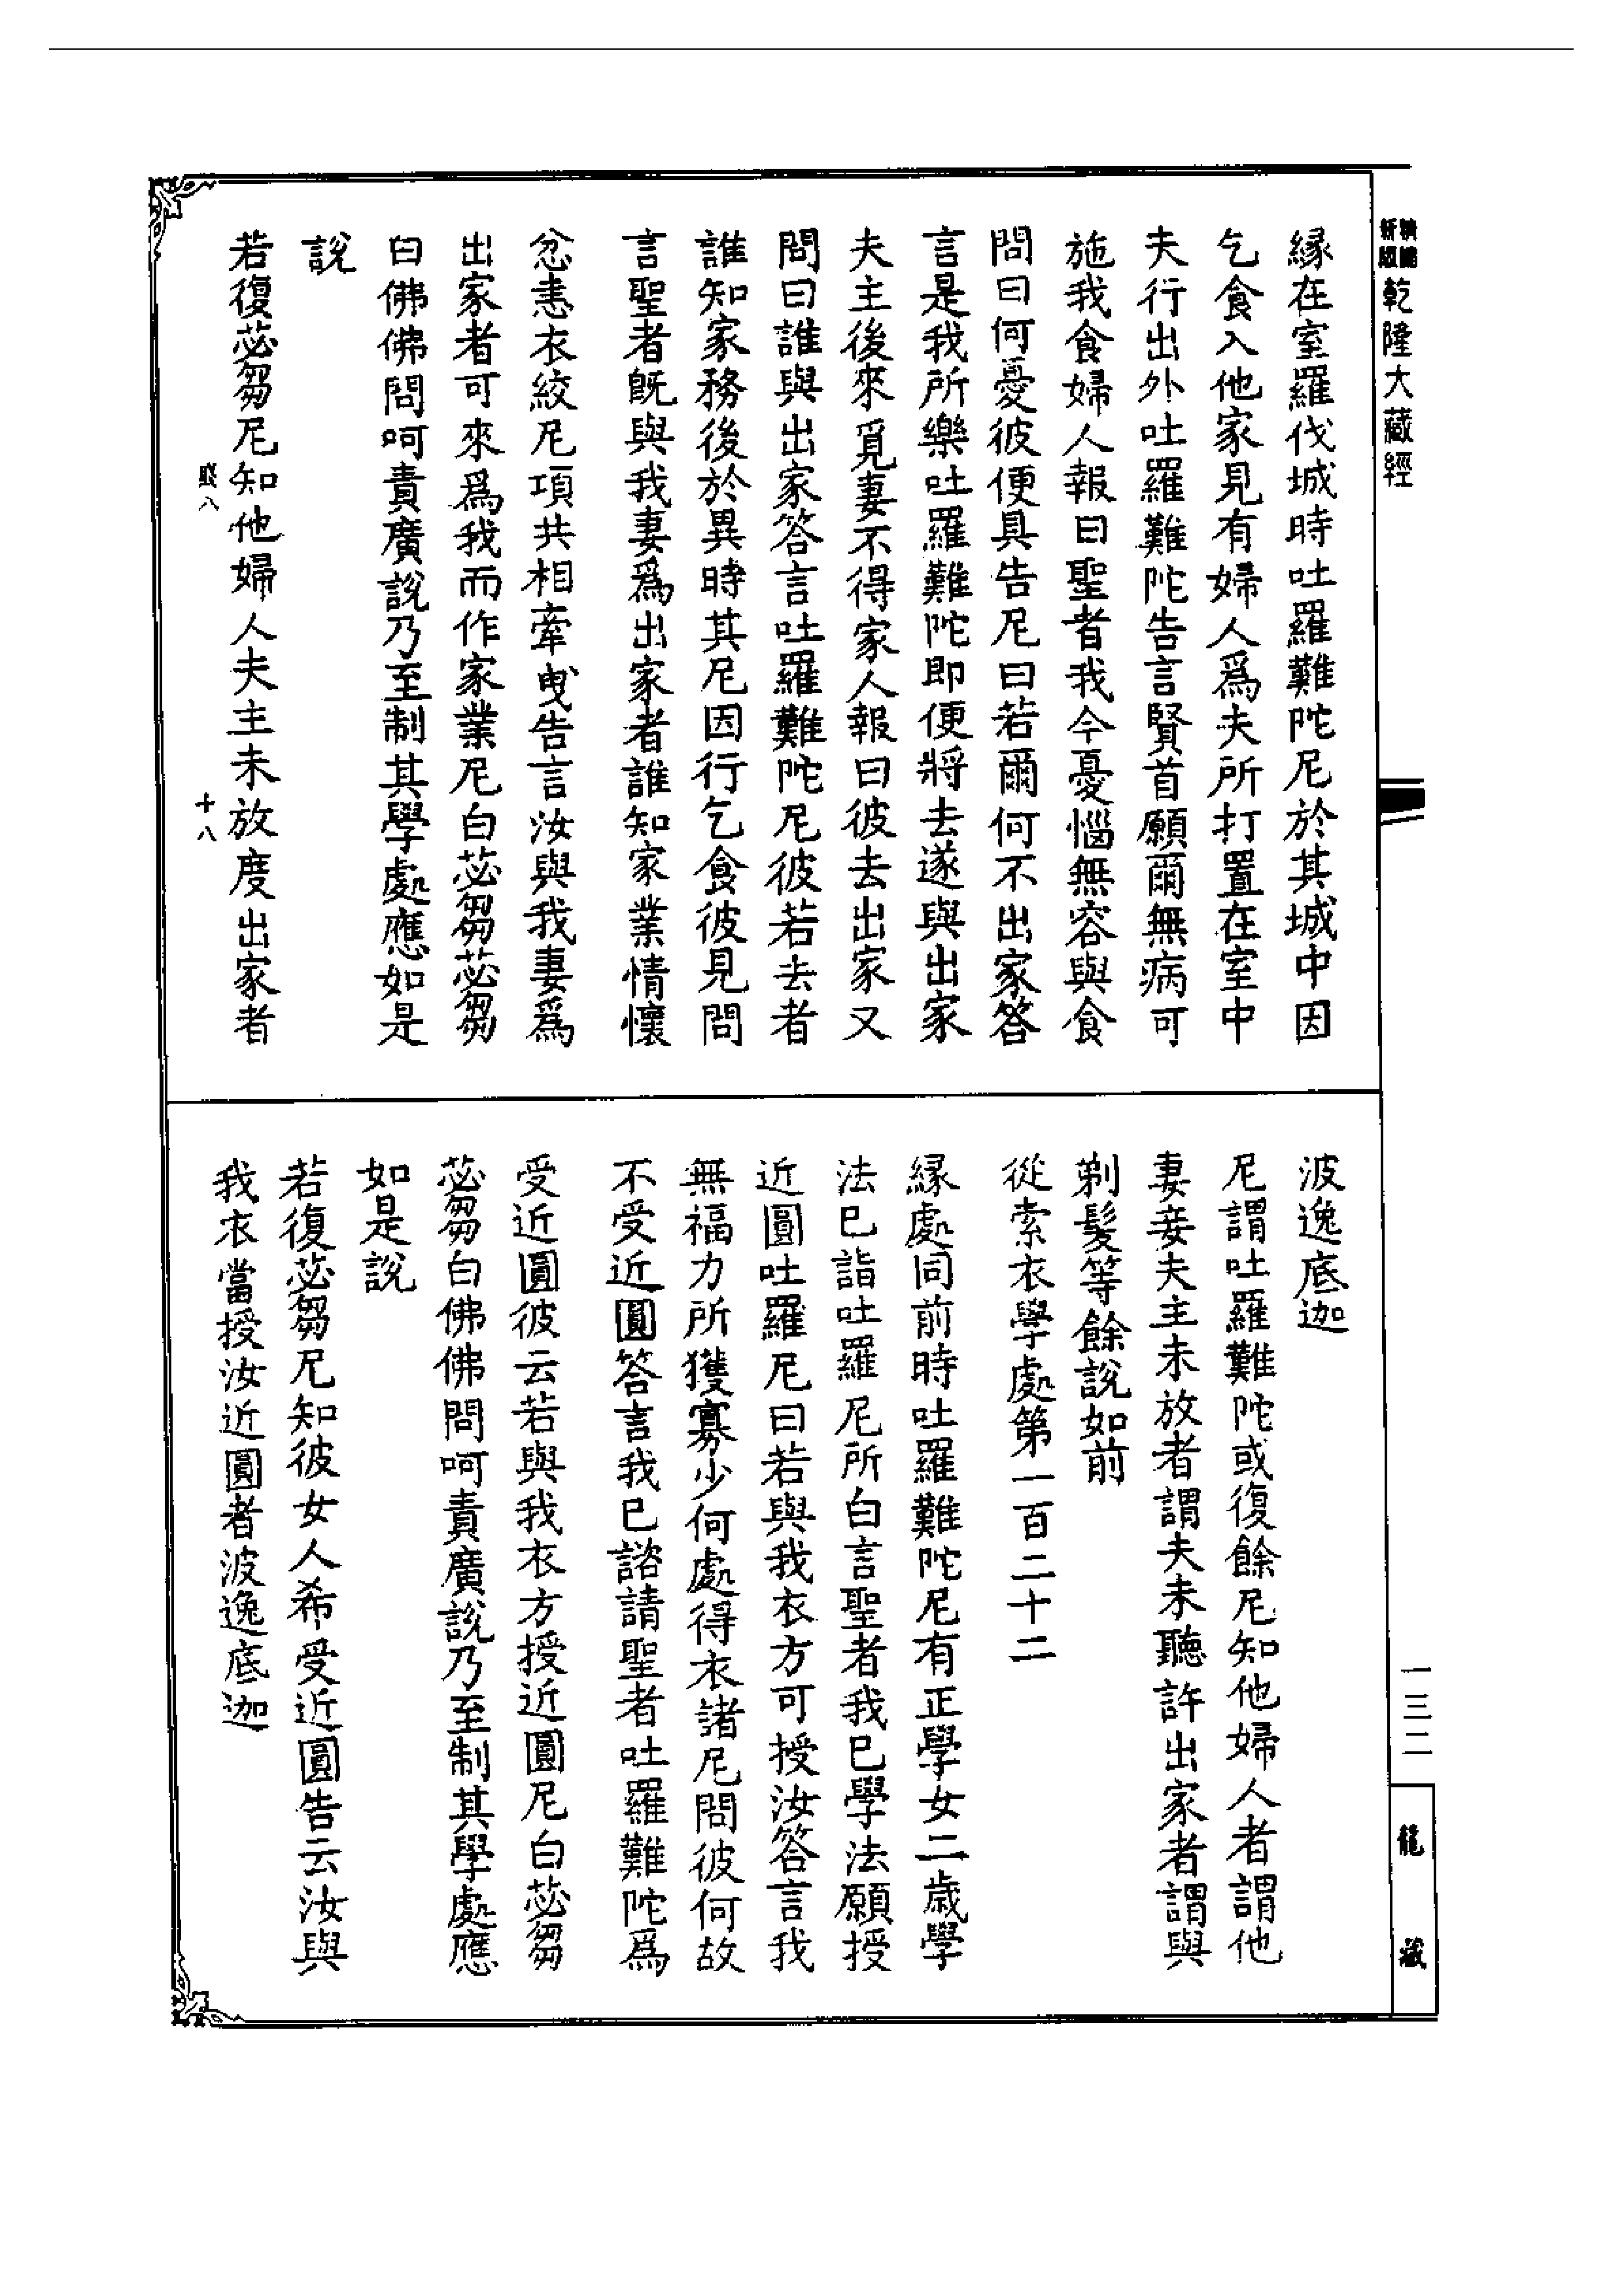 新版精縮乾隆大藏經
緣在室羅伐城時吐羅難陀尼於其城中因
乞食入他家見有婦人爲夫所打置在室中
夫行出外吐羅難陀告言賢首願爾無病可
施我食婦人報曰聖者我今憂惱無容與食
問曰何憂彼便具告尼曰若爾何不出家答
言是我所樂吐羅難陀即便將去遂與出家
夫主後來覓妻不得家人報曰彼去出家又
問曰誰與出家答言吐羅難陀尼彼若去者
誰知家務後於異時其尼因行乞食彼見問
言聖者旣與我妻爲出家者誰知家業情懷
忿恚衣絞尼項共相牽曳告言汝與我妻爲
出家者可來爲我而作家業尼白苾芻苾芻
白佛佛問呵責廣說乃至制其學處應如是
說
若復苾芻尼知他婦人夫主未放度出家者
十八
波逸底迦
尼謂吐羅難陀或復餘尼知他婦人者謂他
妻妾夫主未放者謂夫未聽許出家者謂與
剃髮等餘說如前
從索衣學處第一百二十二
緣處同前時吐羅難陀尼有正學女二歲學
法巳詣吐羅尼所白言聖者我巳學法願授
近圓吐羅尼曰若與我衣方可授汝答言我
無福力所獲寡少何處得衣諸尼問彼何故
不受近圓答言我巳諮請聖者吐羅難陀爲
受近圓彼云若與我衣方授近圓尼白苾芻
苾芻白佛佛問呵責廣說乃至制其學處應
如是說
若復苾芻尼知彼女人希受近圓告云汝與
我衣當授汝近圓者波逸底迦
一三二
龍藏